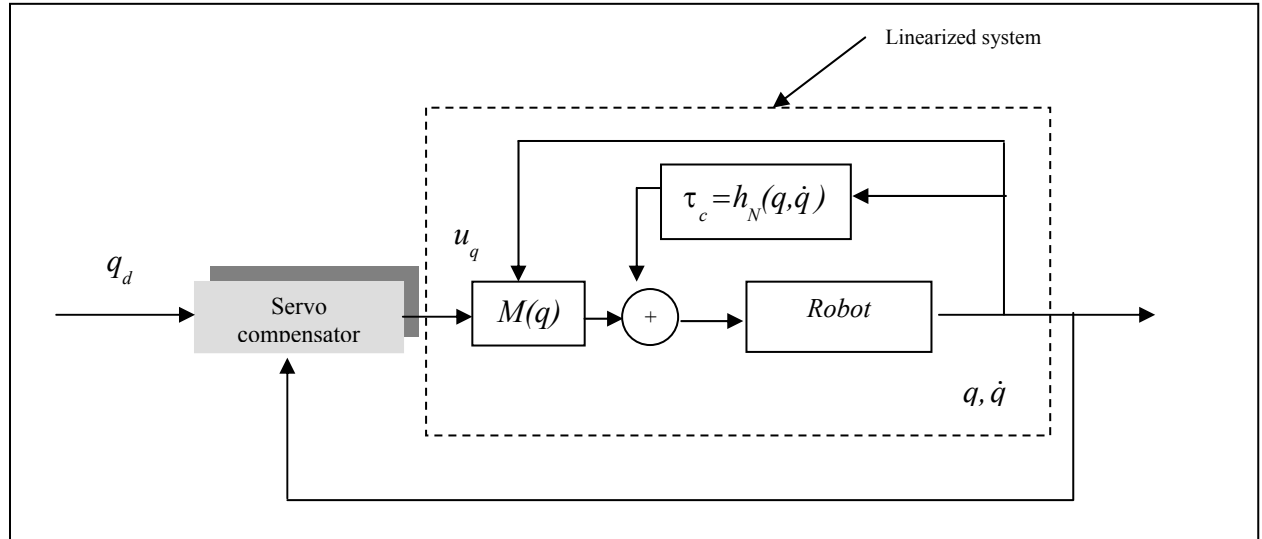 Linearized system
τ_c = h_N(q, q̇)
u_q
q_d
Servo
compensator
M(q)
+
Robot
q, q̇